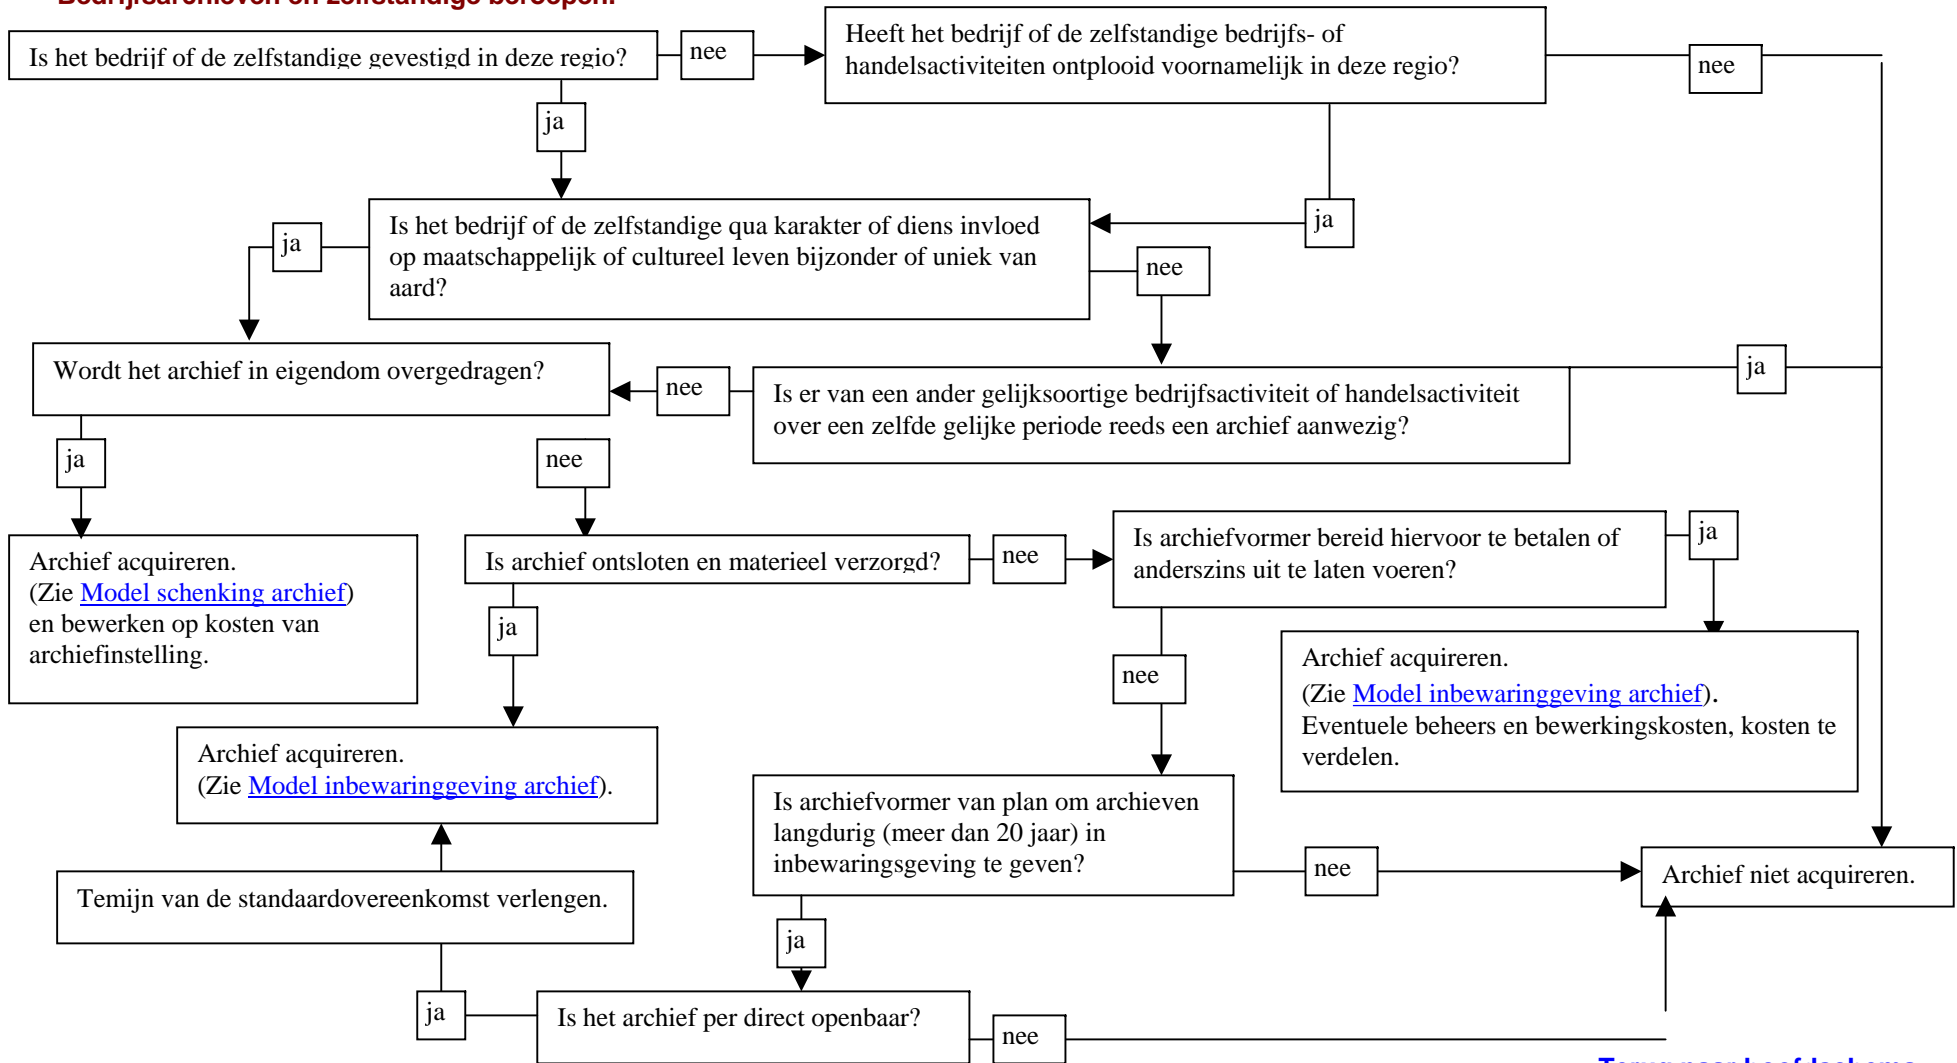 Bedrijfsarchieven en zelfstandige beroepen.
Is het bedrijf of de zelfstandige gevestigd in deze regio?
nee
Heeft het bedrijf of de zelfstandige bedrijfs- of
handelsactiviteiten ontplooid voornamelijk in deze regio?
nee
ja
ja
Is het bedrijf of de zelfstandige qua karakter of diens invloed
op maatschappelijk of cultureel leven bijzonder of uniek van
aard?
ja
nee
Wordt het archief in eigendom overgedragen?
nee
Is er van een ander gelijksoortige bedrijfsactiviteit of handelsactiviteit
over een zelfde gelijke periode reeds een archief aanwezig?
ja
ja
nee
Archief acquireren.
(Zie Model schenking archief)
en bewerken op kosten van
archiefinstelling.
Is archief ontsloten en materieel verzorgd?
nee
Is archiefvormer bereid hiervoor te betalen of
anderszins uit te laten voeren?
ja
ja
nee
Archief acquireren.
(Zie Model inbewaringgeving archief).
Eventuele beheers en bewerkingskosten, kosten te
verdelen.
Archief acquireren.
(Zie Model inbewaringgeving archief).
Is archiefvormer van plan om archieven
langdurig (meer dan 20 jaar) in
inbewaringsgeving te geven?
nee
Archief niet acquireren.
Temijn van de standaardovereenkomst verlengen.
ja
ja
Is het archief per direct openbaar?
nee
Terug naar hoofdschema